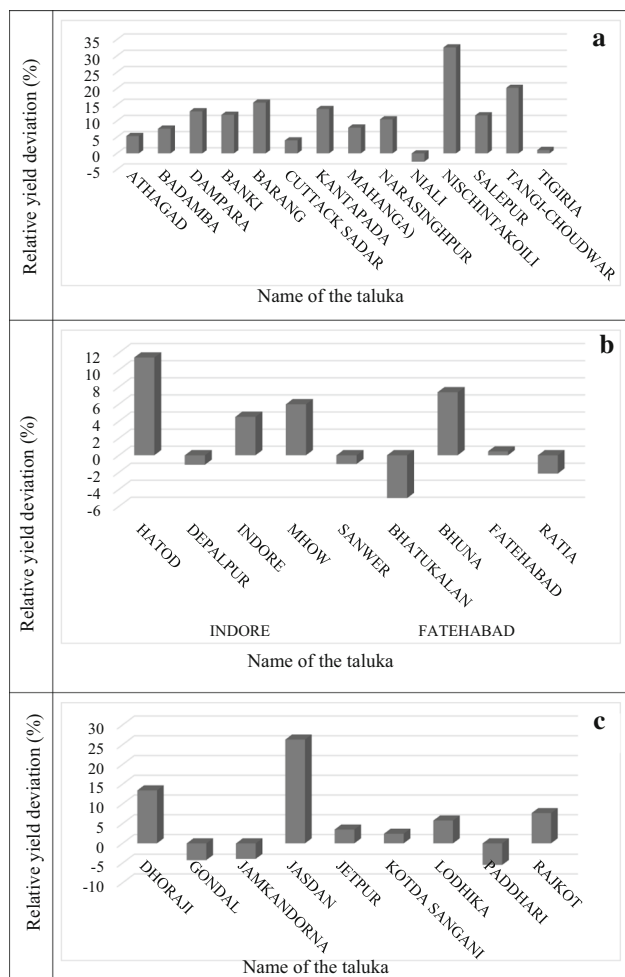 a
Relative yield deviation (%)
35
30
25
20
15
10
5
0
-5
ATHAGAD
BADAMBA
DAMPARA
BANKI
BARANG
CUTTACK SADAR
KANTAPADA
MAHANGA)
NARASINGHPUR
NIALI
NISCHINTAKOILI
SALEPUR
TANGI-CHOUDWAR
TIGIRIA
Name of the taluka
b
Relative yield deviation (%)
12
10
8
6
4
2
0
-2
-4
-6
HATOD
DEPALPUR
INDORE
MHOW
SANWER
BHATUKALAN
BHUNA
FATEHABAD
RATIA
INDORE FATEHABAD
Name of the taluka
c
Relative yield deviation (%)
30
25
20
15
10
5
0
-5
-10
DHORAJI
GONDAL
JAMKANDORNA
JASDAN
JETPUR
KOTDA SANGANI
LODHIKA
PADDHARI
RAJKOT
Name of the taluka